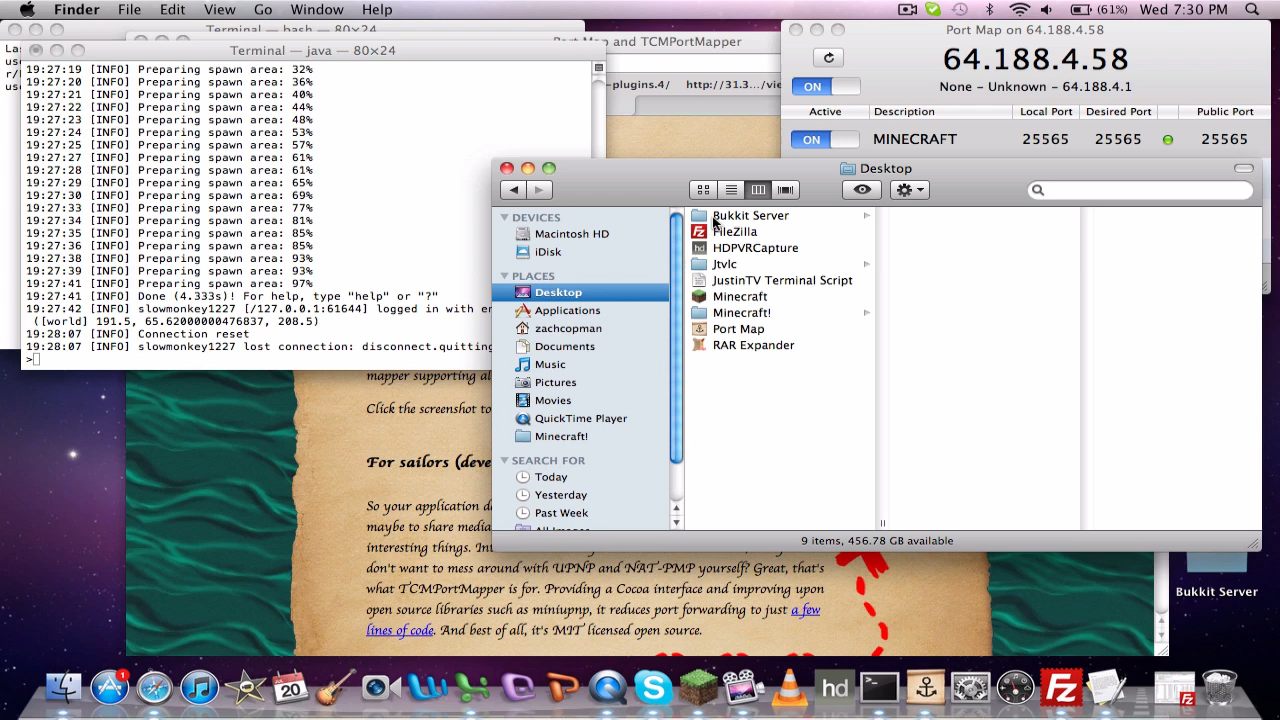 Finder File Edit View Go Window Help (61%) Wed 7:30 PM
Terminal — bash — 80×24
Terminal — java — 80×24
19:27:19 [INFO] Preparing spawn area: 32%
19:27:20 [INFO] Preparing spawn area: 36%
19:27:21 [INFO] Preparing spawn area: 40%
19:27:22 [INFO] Preparing spawn area: 44%
19:27:23 [INFO] Preparing spawn area: 48%
19:27:24 [INFO] Preparing spawn area: 53%
19:27:25 [INFO] Preparing spawn area: 57%
19:27:27 [INFO] Preparing spawn area: 61%
19:27:28 [INFO] Preparing spawn area: 61%
19:27:29 [INFO] Preparing spawn area: 65%
19:27:30 [INFO] Preparing spawn area: 69%
19:27:33 [INFO] Preparing spawn area: 77%
19:27:34 [INFO] Preparing spawn area: 81%
19:27:35 [INFO] Preparing spawn area: 85%
19:27:36 [INFO] Preparing spawn area: 85%
19:27:38 [INFO] Preparing spawn area: 93%
19:27:39 [INFO] Preparing spawn area: 93%
19:27:41 [INFO] Preparing spawn area: 97%
19:27:41 [INFO] Done (4.333s)! For help, type "help" or "?"
19:27:42 [INFO] slowmonkey1227 [/127.0.0.1:61644] logged in with en
([world] 191.5, 65.62000000476837, 208.5)
19:28:07 [INFO] Connection reset
19:28:07 [INFO] slowmonkey1227 lost connection: disconnect.quitting
>
Port Map and TCMPortMapper
-plugins.4/ http://31.3.../vie
Port Map on 64.188.4.58
64.188.4.58
ON
None – Unknown – 64.188.4.1
Active Description Local Port Desired Port Public Port
ON MINECRAFT 25565 25565 25565
Desktop
DEVICES
Macintosh HD
iDisk
PLACES
Desktop
Applications
zachcopman
Documents
Music
Pictures
Movies
QuickTime Player
Minecraft!
SEARCH FOR
Today
Yesterday
Past Week
All Images
Bukkit Server
FileZilla
HDPVRCapture
Jtvlc
JustinTV Terminal Script
Minecraft
Minecraft!
Port Map
RAR Expander
9 items, 456.78 GB available
mapper supporting al
Click the screenshot to
For sailors (deve
So your application d
maybe to share media
interesting things. In
don't want to mess around with UPNP and NAT-PMP yourself? Great, that's
what TCMPortMapper is for. Providing a Cocoa interface and improving upon
open source libraries such as miniupnp, it reduces port forwarding to just a few
lines of code. And best of all, it's MIT licensed open source.
Bukkit Server
1
JUL
20
hd
Fz